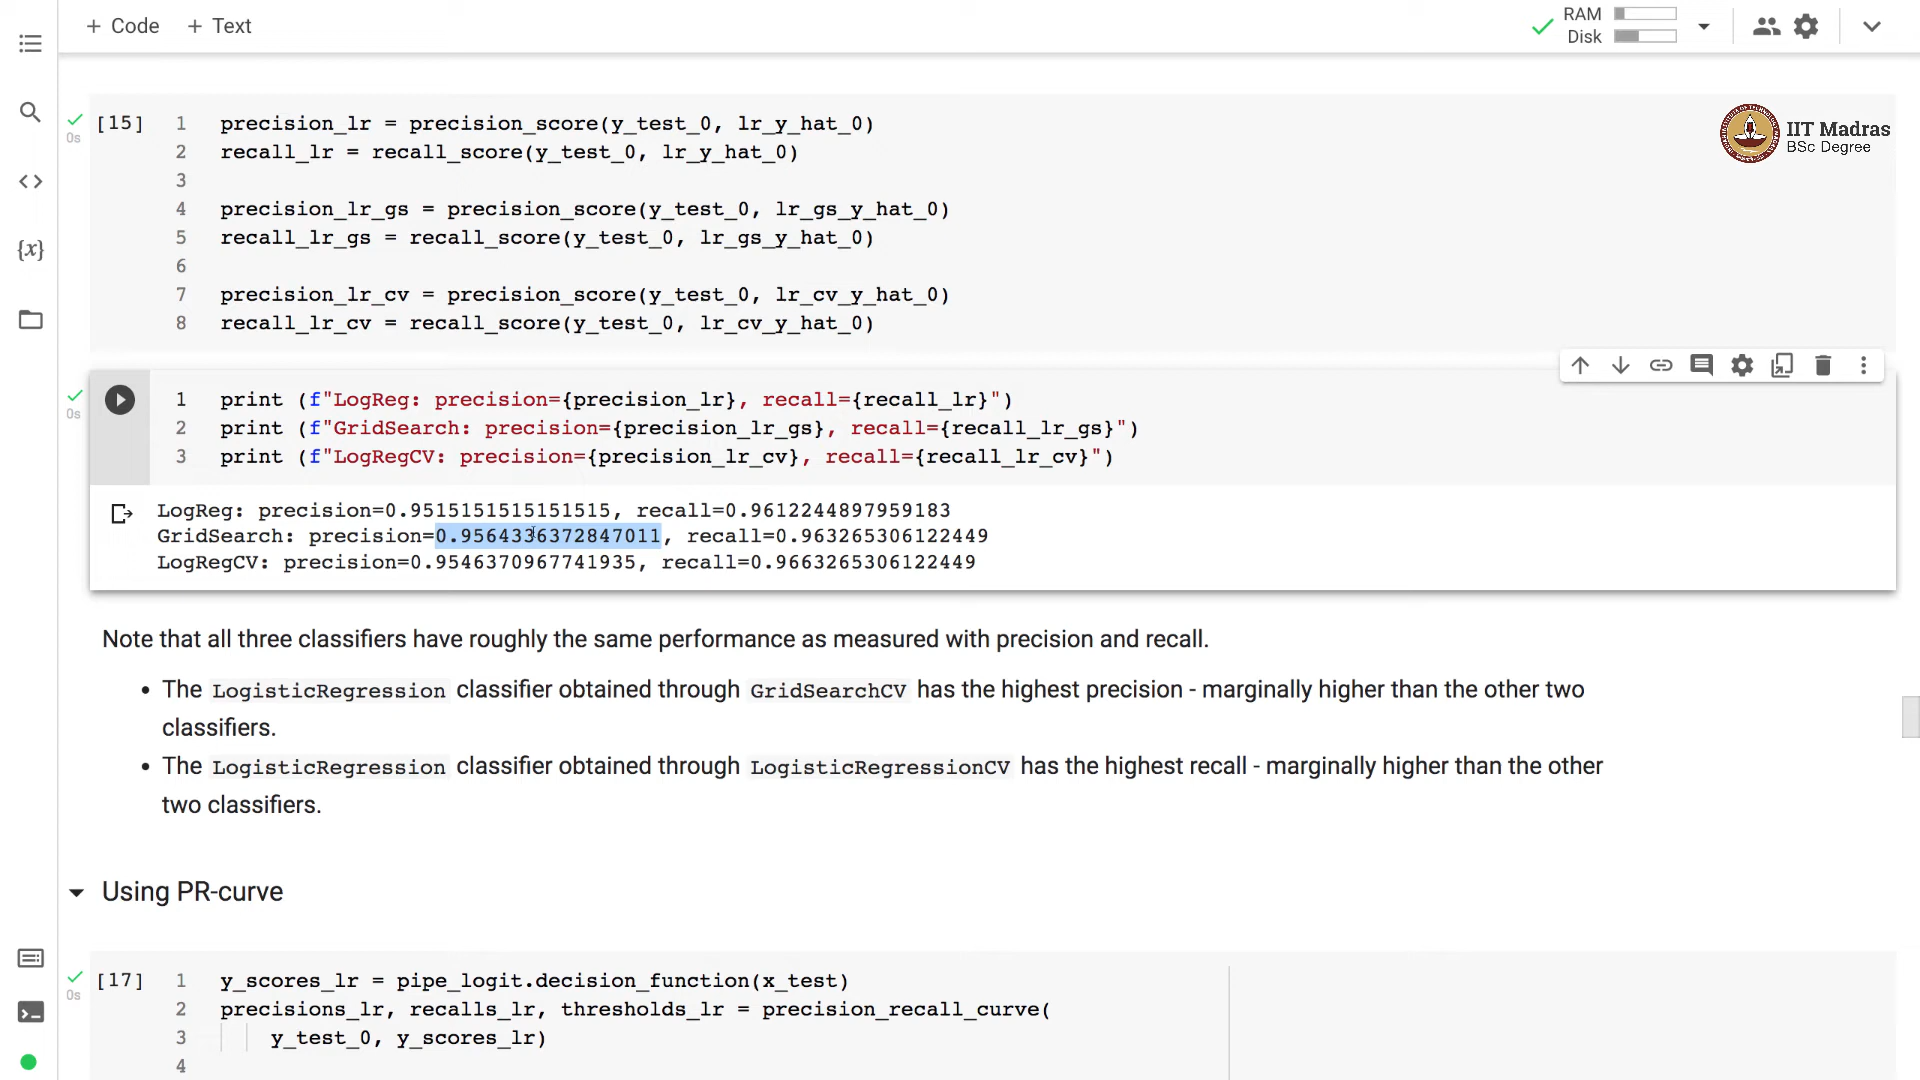 + Code + Text
RAM
Disk
IIT Madras
BSc Degree
0s
[15]
1 precision_lr = precision_score(y_test_0, lr_y_hat_0)
2 recall_lr = recall_score(y_test_0, lr_y_hat_0)
3
4 precision_lr_gs = precision_score(y_test_0, lr_gs_y_hat_0)
5 recall_lr_gs = recall_score(y_test_0, lr_gs_y_hat_0)
6
7 precision_lr_cv = precision_score(y_test_0, lr_cv_y_hat_0)
8 recall_lr_cv = recall_score(y_test_0, lr_cv_y_hat_0)
{x}
0s
1 print (f"LogReg: precision={precision_lr}, recall={recall_lr}")
2 print (f"GridSearch: precision={precision_lr_gs}, recall={recall_lr_gs}")
3 print (f"LogRegCV: precision={precision_lr_cv}, recall={recall_lr_cv}")
LogReg: precision=0.9515151515151515, recall=0.9612244897959183
GridSearch: precision=0.9564336372847011, recall=0.963265306122449
LogRegCV: precision=0.9546370967741935, recall=0.9663265306122449
Note that all three classifiers have roughly the same performance as measured with precision and recall.
• The LogisticRegression classifier obtained through GridSearchCV has the highest precision - marginally higher than the other two
classifiers.
• The LogisticRegression classifier obtained through LogisticRegressionCV has the highest recall - marginally higher than the other
two classifiers.
Using PR-curve
0s
[17]
1 y_scores_lr = pipe_logit.decision_function(x_test)
2 precisions_lr, recalls_lr, thresholds_lr = precision_recall_curve(
3 y_test_0, y_scores_lr)
4